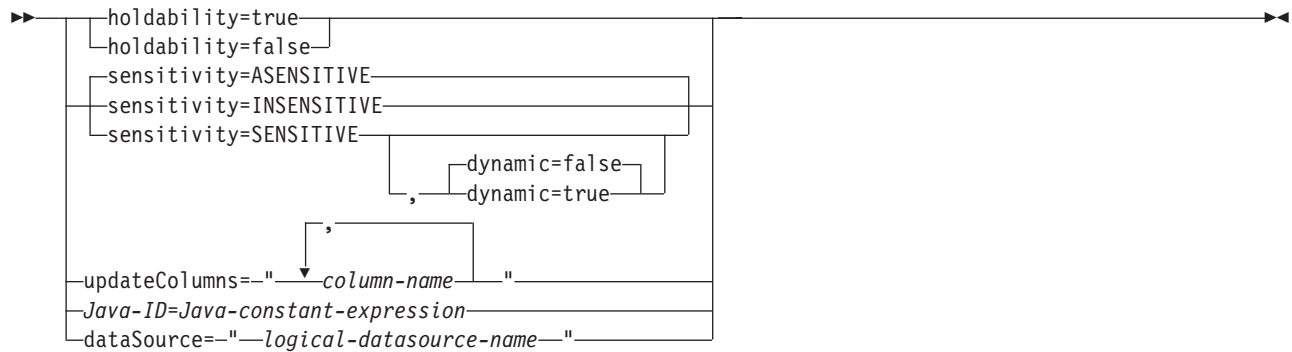 holdability=true
holdability=false
sensitivity=ASENSITIVE
sensitivity=INSENSITIVE
sensitivity=SENSITIVE
dynamic=false
, dynamic=true
,
updateColumns= " column-name "
Java-ID=Java-constant-expression
dataSource= " logical-datasource-name "